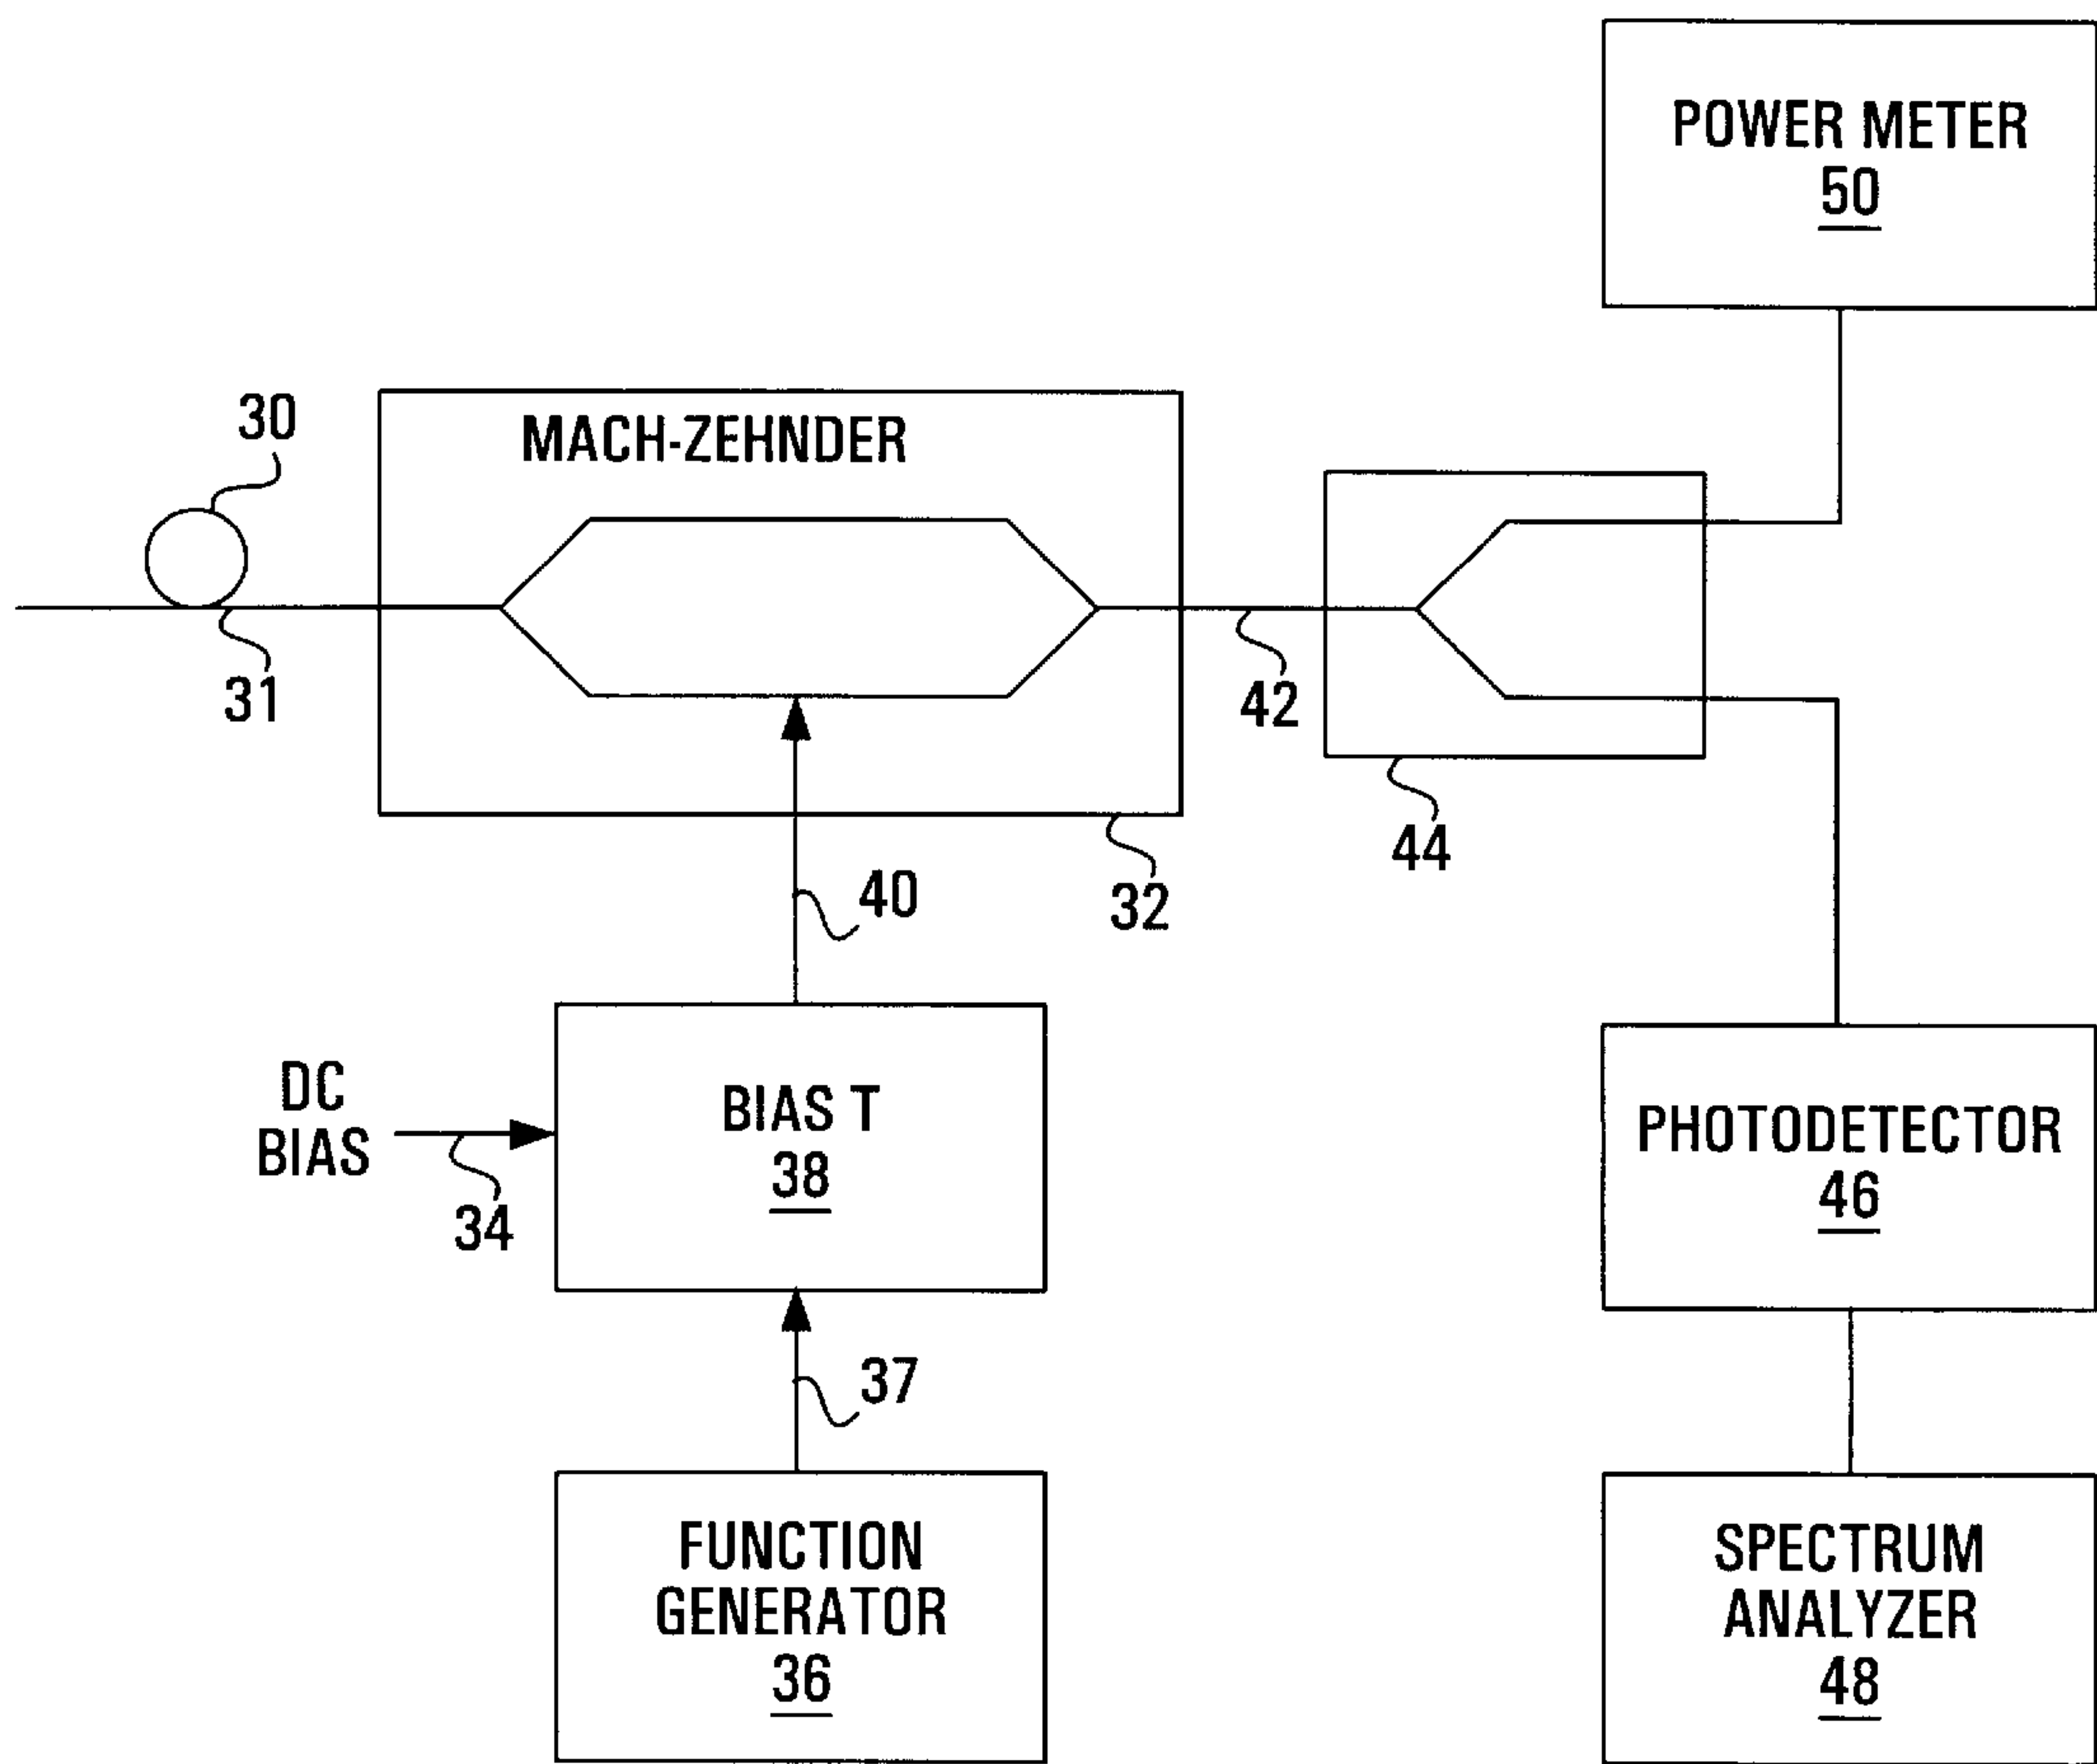 POWER METER
50
30
MACH-ZEHNDER
31
42
44
32
40
DC
BIAS
34
BIAS T
38
PHOTODETECTOR
46
37
FUNCTION
GENERATOR
36
SPECTRUM
ANALYZER
48